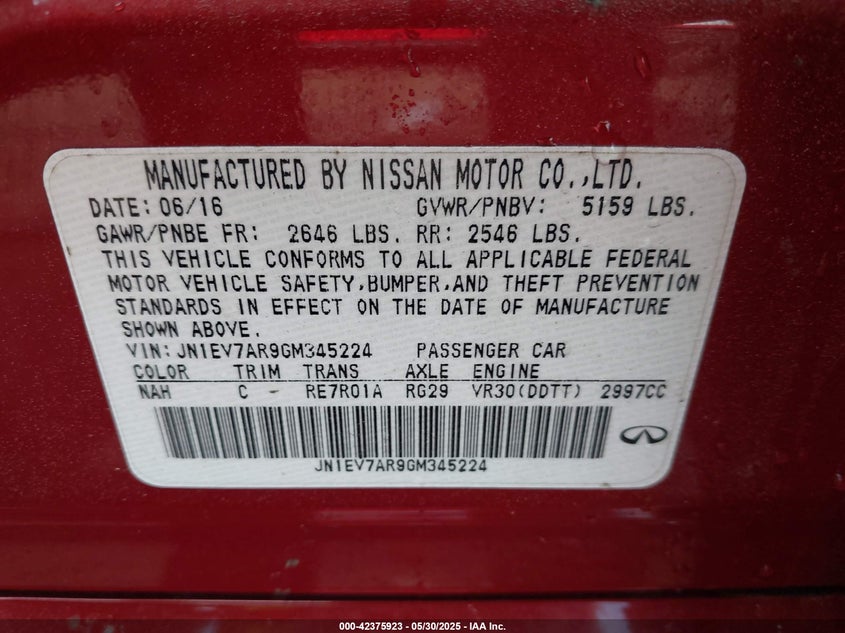 MANUFACTURED BY NISSAN MOTOR CO.,LTD.
DATE: 06/16 GVWR/PNBV: 5159 LBS.
GAWR/PNBE FR: 2646 LBS. RR: 2546 LBS.
THIS VEHICLE CONFORMS TO ALL APPLICABLE FEDERAL
MOTOR VEHICLE SAFETY,BUMPER,AND THEFT PREVENTION
STANDARDS IN EFFECT ON THE DATE OF MANUFACTURE
SHOWN ABOVE.
VIN: JN1EV7AR9GM345224 PASSENGER CAR
COLOR TRIM TRANS AXLE ENGINE
NAH C - RE7R01A RG29 VR30(DDTT) 2997CC
JN1EV7AR9GM345224
000-42375923 — 05/30/2025 — IAA Inc.